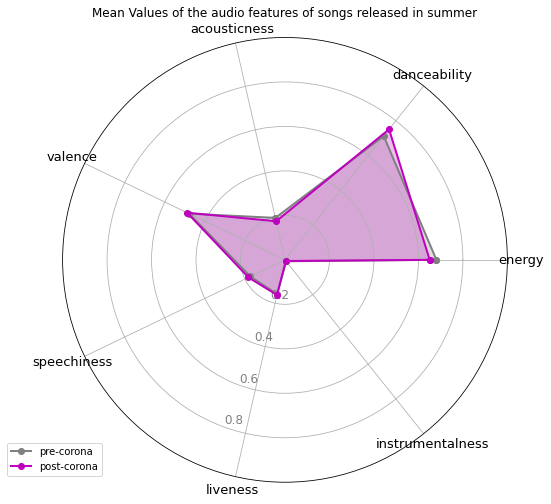 Mean Values of the audio features of songs released in summer
acousticness
danceability
valence
energy
0.2
0.4
0.6
0.8
speechiness
instrumentalness
liveness
pre-corona
post-corona